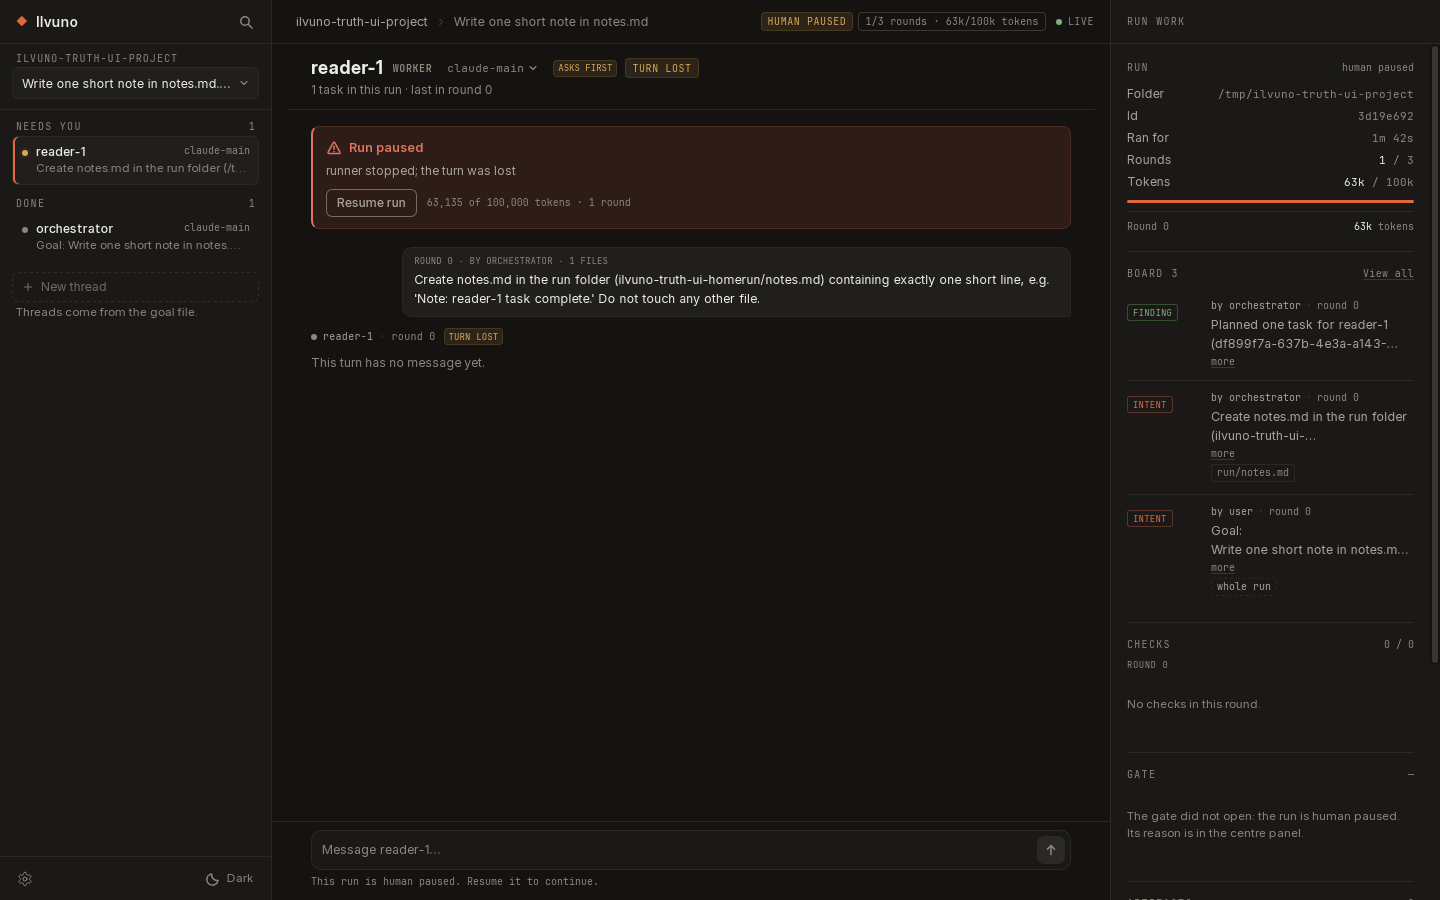 Ilvuno
ILVUNO-TRUTH-UI-PROJECT
Write one short note in notes.md....
NEEDS YOU 1
reader-1 claude-main
Create notes.md in the run folder (/t...
DONE 1
orchestrator claude-main
Goal: Write one short note in notes....
+ New thread
Threads come from the goal file.
Dark
ilvuno-truth-ui-project > Write one short note in notes.md
HUMAN PAUSED 1/3 rounds · 63k/100k tokens LIVE
reader-1 WORKER claude-main ASKS FIRST TURN LOST
1 task in this run · last in round 0
Run paused
runner stopped; the turn was lost
Resume run 63,135 of 100,000 tokens · 1 round
ROUND 0 · BY ORCHESTRATOR · 1 FILES
Create notes.md in the run folder (ilvuno-truth-ui-homerun/notes.md) containing exactly one short line, e.g.
'Note: reader-1 task complete.' Do not touch any other file.
reader-1 · round 0 TURN LOST
This turn has no message yet.
Message reader-1...
This run is human paused. Resume it to continue.
RUN WORK
RUN human paused
Folder /tmp/ilvuno-truth-ui-project
Id 3d19e692
Ran for 1m 42s
Rounds 1 / 3
Tokens 63k / 100k
Round 0 63k tokens
BOARD 3 View all
FINDING by orchestrator · round 0
Planned one task for reader-1
(df899f7a-637b-4e3a-a143-...
more
INTENT by orchestrator · round 0
Create notes.md in the run folder
(ilvuno-truth-ui-...
more
run/notes.md
INTENT by user · round 0
Goal:
Write one short note in notes.m...
more
whole run
CHECKS 0 / 0
ROUND 0
No checks in this round.
GATE —
The gate did not open: the run is human paused.
Its reason is in the centre panel.